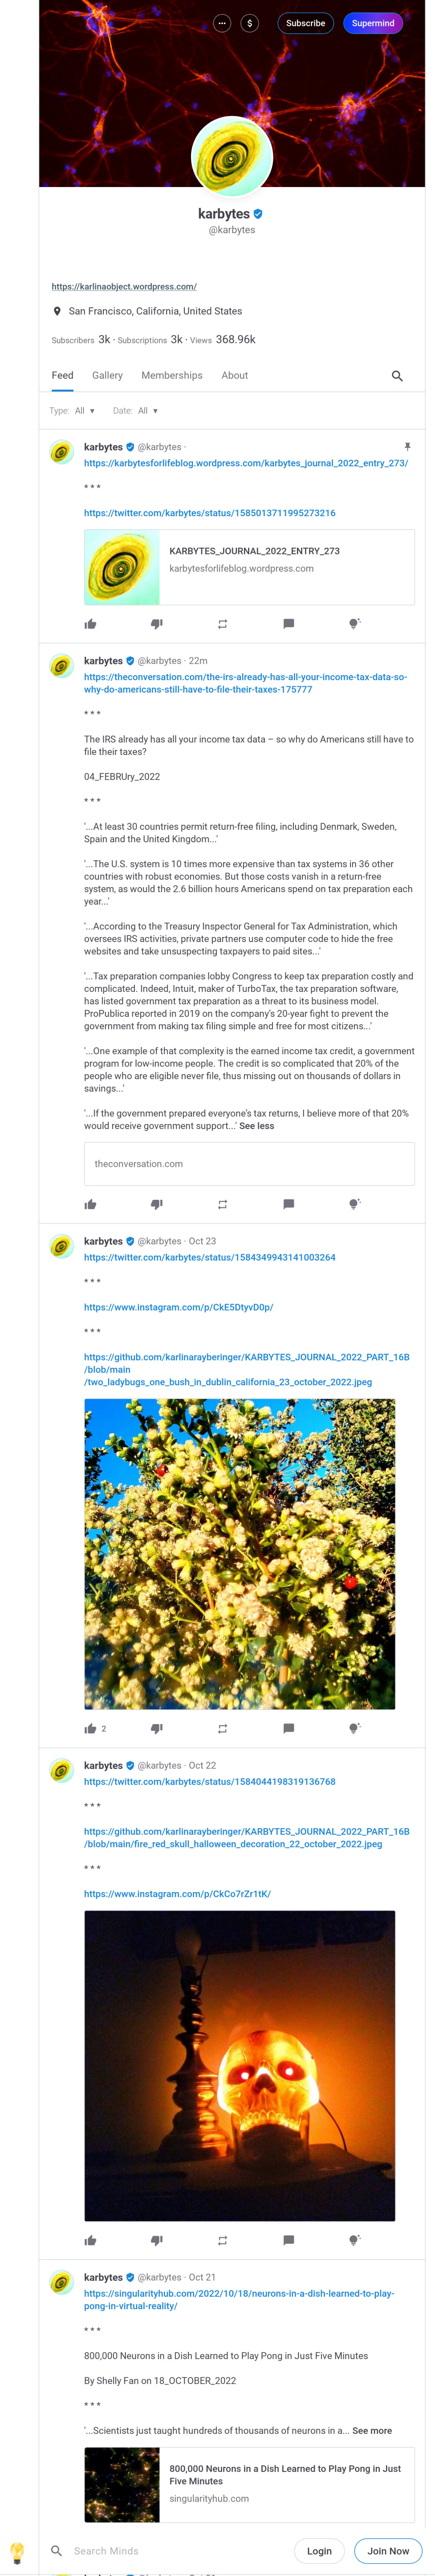 ... $ Subscribe Supermind
karbytes
@karbytes
https://karlinaobject.wordpress.com/
San Francisco, California, United States
Subscribers 3k · Subscriptions 3k · Views 368.96k
Feed Gallery Memberships About
Type: All ▾ Date: All ▾
karbytes @karbytes ·
https://karbytesforlifeblog.wordpress.com/karbytes_journal_2022_entry_273/
* * *
https://twitter.com/karbytes/status/1585013711995273216
KARBYTES_JOURNAL_2022_ENTRY_273
karbytesforlifeblog.wordpress.com
karbytes @karbytes · 22m
https://theconversation.com/the-irs-already-has-all-your-income-tax-data-so-
why-do-americans-still-have-to-file-their-taxes-175777
* * *
The IRS already has all your income tax data – so why do Americans still have to
file their taxes?
04_FEBRUry_2022
* * *
'...At least 30 countries permit return-free filing, including Denmark, Sweden,
Spain and the United Kingdom...'
'...The U.S. system is 10 times more expensive than tax systems in 36 other
countries with robust economies. But those costs vanish in a return-free
system, as would the 2.6 billion hours Americans spend on tax preparation each
year...'
'...According to the Treasury Inspector General for Tax Administration, which
oversees IRS activities, private partners use computer code to hide the free
websites and take unsuspecting taxpayers to paid sites...'
'...Tax preparation companies lobby Congress to keep tax preparation costly and
complicated. Indeed, Intuit, maker of TurboTax, the tax preparation software,
has listed government tax preparation as a threat to its business model.
ProPublica reported in 2019 on the company's 20-year fight to prevent the
government from making tax filing simple and free for most citizens...'
'...One example of that complexity is the earned income tax credit, a government
program for low-income people. The credit is so complicated that 20% of the
people who are eligible never file, thus missing out on thousands of dollars in
savings...'
'...If the government prepared everyone's tax returns, I believe more of that 20%
would receive government support...' See less
theconversation.com
karbytes @karbytes · Oct 23
https://twitter.com/karbytes/status/1584349943141003264
* * *
https://www.instagram.com/p/CkE5DtyvD0p/
* * *
https://github.com/karlinarayberinger/KARBYTES_JOURNAL_2022_PART_16B
/blob/main
/two_ladybugs_one_bush_in_dublin_california_23_october_2022.jpeg
2
karbytes @karbytes · Oct 22
https://twitter.com/karbytes/status/1584044198319136768
* * *
https://github.com/karlinarayberinger/KARBYTES_JOURNAL_2022_PART_16B
/blob/main/fire_red_skull_halloween_decoration_22_october_2022.jpeg
* * *
https://www.instagram.com/p/CkCo7rZr1tK/
karbytes @karbytes · Oct 21
https://singularityhub.com/2022/10/18/neurons-in-a-dish-learned-to-play-
pong-in-virtual-reality/
* * *
800,000 Neurons in a Dish Learned to Play Pong in Just Five Minutes
By Shelly Fan on 18_OCTOBER_2022
* * *
'...Scientists just taught hundreds of thousands of neurons in a... See more
800,000 Neurons in a Dish Learned to Play Pong in Just
Five Minutes
singularityhub.com
Search Minds Login Join Now